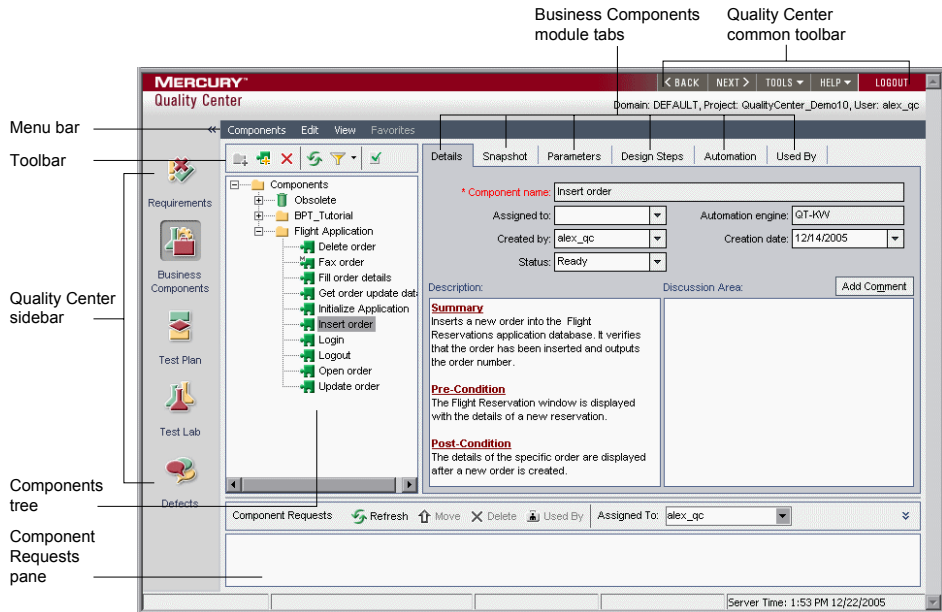 Business Components
module tabs
Quality Center
common toolbar
MERCURY™
Quality Center
< BACK NEXT > TOOLS HELP LOGOUT
Domain: DEFAULT, Project: QualityCenter_Demo10, User: alex_qc
Menu bar
Components Edit View Favorites
Toolbar
Details Snapshot Parameters Design Steps Automation Used By
Requirements
Business
Components
Test Plan
Test Lab
Defects
Quality Center
sidebar
Components
tree
Component
Requests
pane
Components
Obsolete
BPT_Tutorial
Flight Application
Delete order
Fax order
Fill order details
Get order update data
Initialize Application
Insert order
Login
Logout
Open order
Update order
* Component name: Insert order
Assigned to:
Automation engine: QT-KW
Created by: alex_qc
Creation date: 12/14/2005
Status: Ready
Description:
Discussion Area:
Add Comment
Summary
Inserts a new order into the Flight
Reservations application database. It verifies
that the order has been inserted and outputs
the order number.
Pre-Condition
The Flight Reservation window is displayed
with the details of a new reservation.
Post-Condition
The details of the specific order are displayed
after a new order is created.
Component Requests Refresh Move Delete Used By Assigned To: alex_qc
Server Time: 1:53 PM 12/22/2005